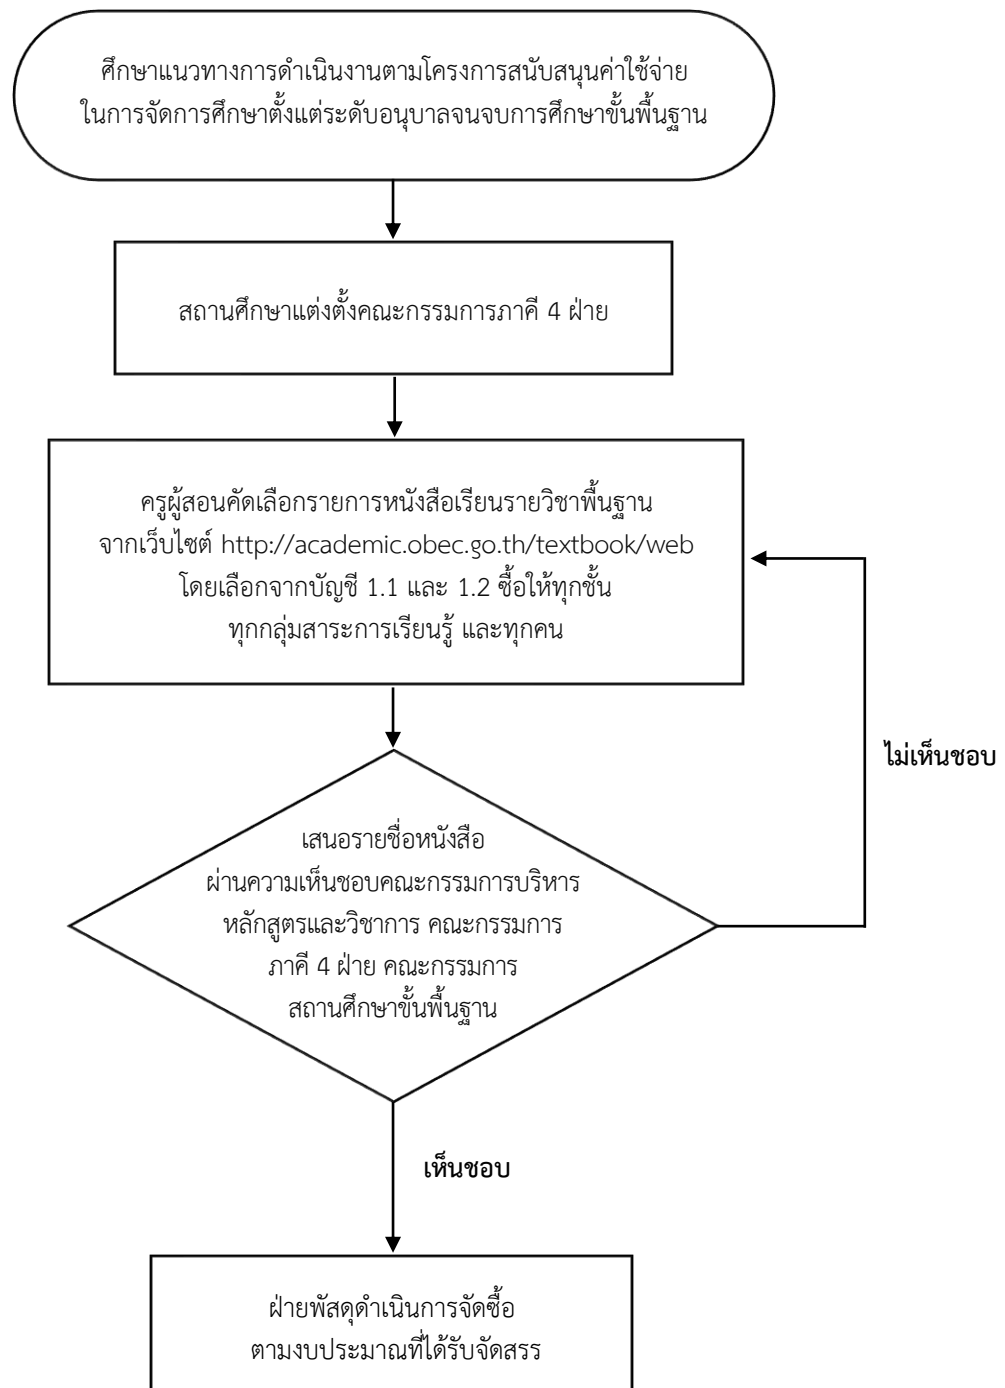 ศึกษาแนวทางการดำเนินงานตามโครงการสนับสนุนค่าใช้จ่าย
ในการจัดการศึกษาตั้งแต่ระดับอนุบาลจนจบการศึกษาขั้นพื้นฐาน
สถานศึกษาแต่งตั้งคณะกรรมการภาคี 4 ฝ่าย
ครูผู้สอนคัดเลือกรายการหนังสือเรียนรายวิชาพื้นฐาน
จากเว็บไซต์ http://academic.obec.go.th/textbook/web
โดยเลือกจากบัญชี 1.1 และ 1.2 ซื้อให้ทุกชั้น
ทุกกลุ่มสาระการเรียนรู้ และทุกคน
ไม่เห็นชอบ
เสนอรายชื่อหนังสือ
ผ่านความเห็นชอบคณะกรรมการบริหาร
หลักสูตรและวิชาการ คณะกรรมการ
ภาคี 4 ฝ่าย คณะกรรมการ
สถานศึกษาขั้นพื้นฐาน
เห็นชอบ
ฝ่ายพัสดุดำเนินการจัดซื้อ
ตามงบประมาณที่ได้รับจัดสรร